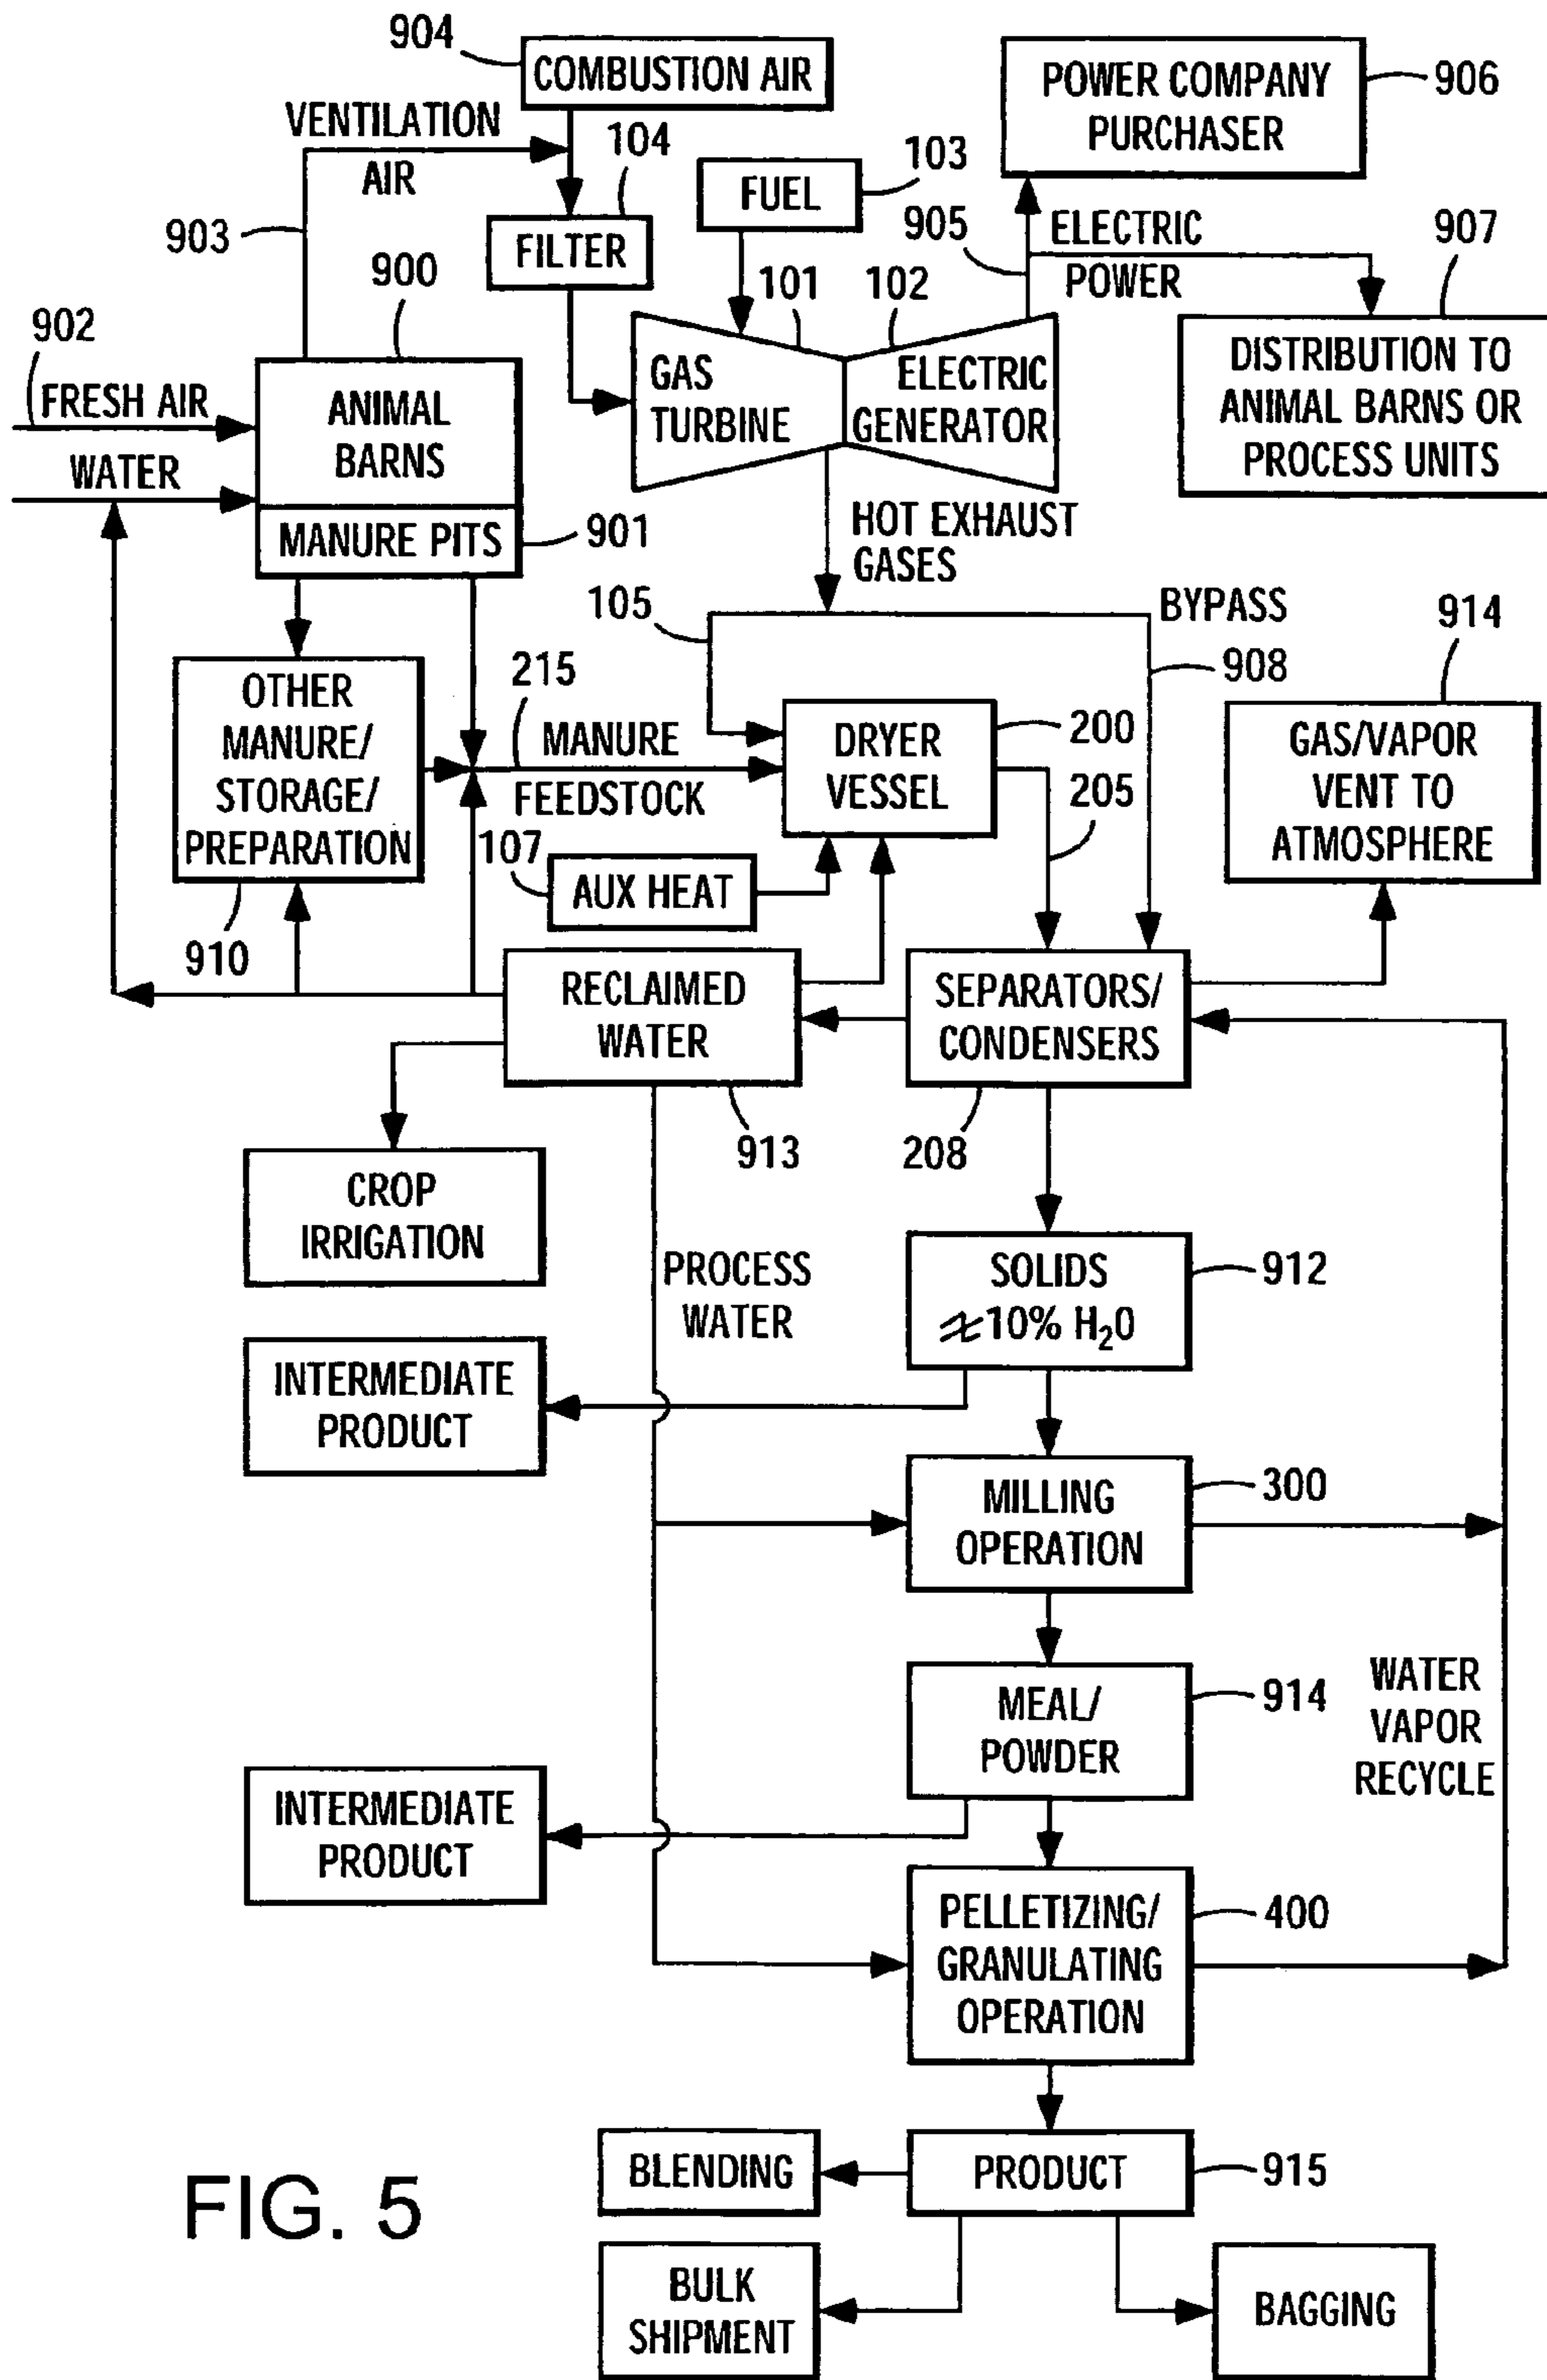 904
COMBUSTION AIR
POWER COMPANY
PURCHASER
906
VENTILATION
AIR
104
FUEL
103
903
FILTER
900
905
ELECTRIC
POWER
907
101
102
902
FRESH AIR
WATER
ANIMAL
BARNS
MANURE PITS
901
GAS
TURBINE
ELECTRIC
GENERATOR
DISTRIBUTION TO
ANIMAL BARNS OR
PROCESS UNITS
HOT EXHAUST
GASES
105
BYPASS
908
914
OTHER
MANURE/
STORAGE/
PREPARATION
910
215
MANURE
FEEDSTOCK
DRYER
VESSEL
200
205
GAS/VAPOR
VENT TO
ATMOSPHERE
107
AUX HEAT
RECLAIMED
WATER
913
SEPARATORS/
CONDENSERS
208
CROP
IRRIGATION
PROCESS
WATER
SOLIDS
10% H₂O
912
INTERMEDIATE
PRODUCT
MILLING
OPERATION
300
MEAL/
POWDER
914
WATER
VAPOR
RECYCLE
INTERMEDIATE
PRODUCT
PELLETIZING/
GRANULATING
OPERATION
400
BLENDING
PRODUCT
915
BULK
SHIPMENT
BAGGING
FIG. 5